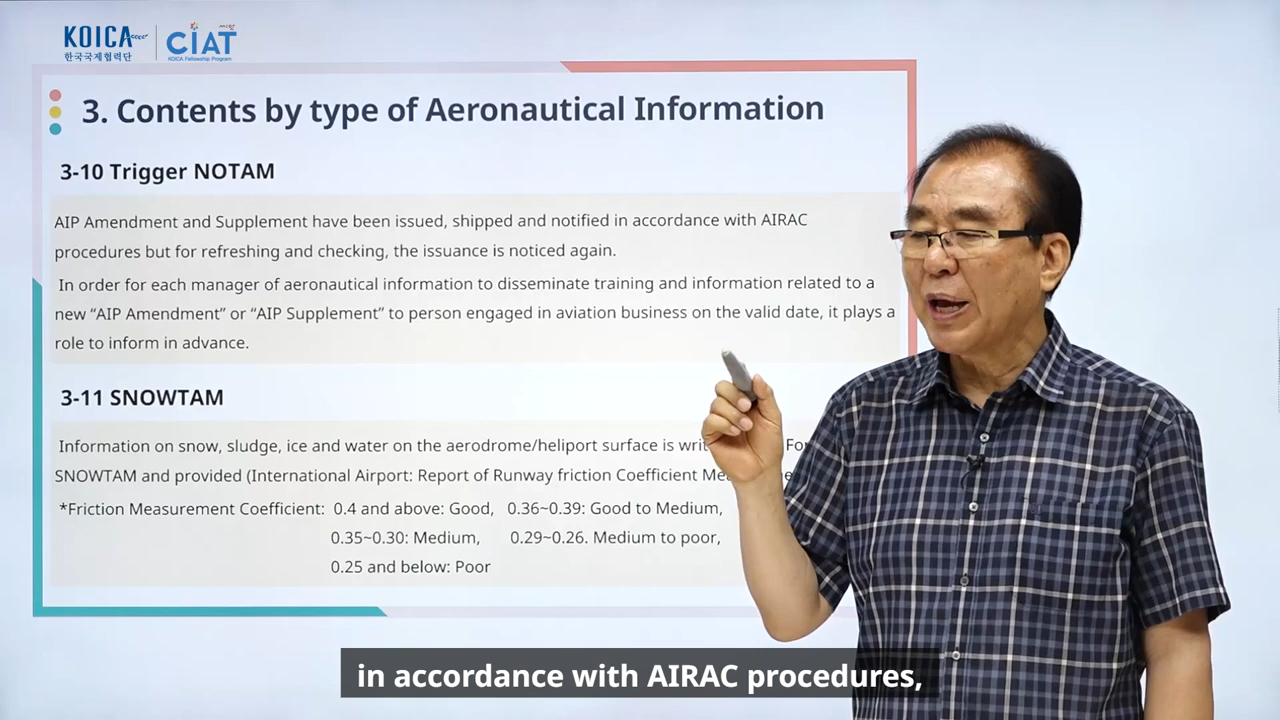 KOICA
한국국제협력단
CIAT
KOICA Fellowship Program
3. Contents by type of Aeronautical Information
3-10 Trigger NOTAM
AIP Amendment and Supplement have been issued, shipped and notified in accordance with AIRAC
procedures but for refreshing and checking, the issuance is noticed again.
In order for each manager of aeronautical information to disseminate training and information related to a
new “AIP Amendment” or “AIP Supplement” to person engaged in aviation business on the valid date, it plays a
role to inform in advance.
3-11 SNOWTAM
Information on snow, sludge, ice and water on the aerodrome/heliport surface is
SNOWTAM and provided (International Airport: Report of Runway friction Coefficient
*Friction Measurement Coefficient: 0.4 and above: Good, 0.36~0.39: Good to Medium,
0.35~0.30: Medium, 0.29~0.26. Medium to poor,
0.25 and below: Poor
in accordance with AIRAC procedures,